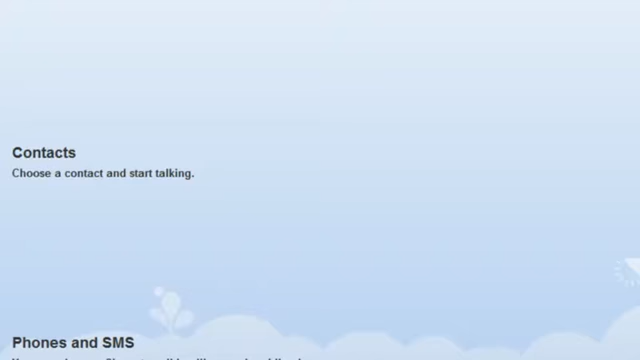 Contacts
Choose a contact and start talking.
Phones and SMS